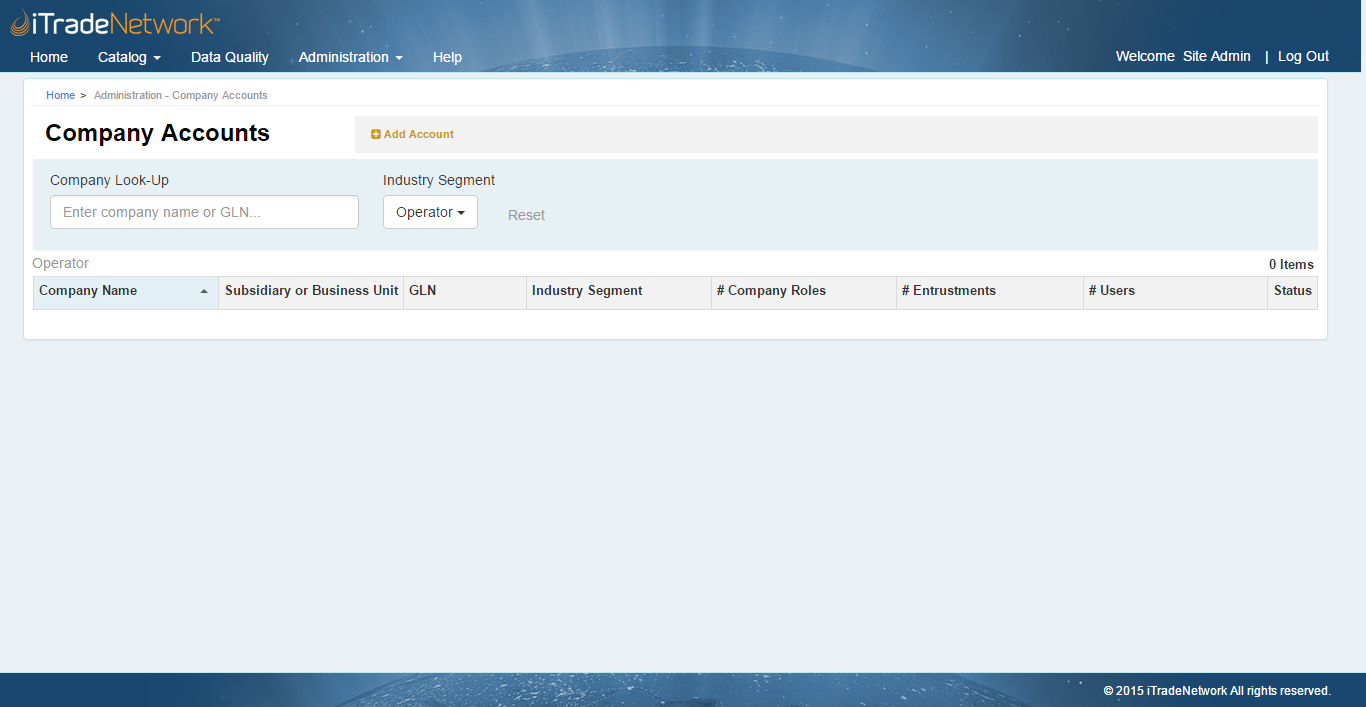 iTradeNetwork™
Home Catalog Data Quality Administration Help Welcome Site Admin | Log Out
Home > Administration - Company Accounts
Company Accounts Add Account
Company Look-Up Industry Segment
Enter company name or GLN... Operator Reset
Operator 0 Items
Company Name Subsidiary or Business Unit GLN Industry Segment # Company Roles # Entrustments # Users Status
© 2015 iTradeNetwork All rights reserved.